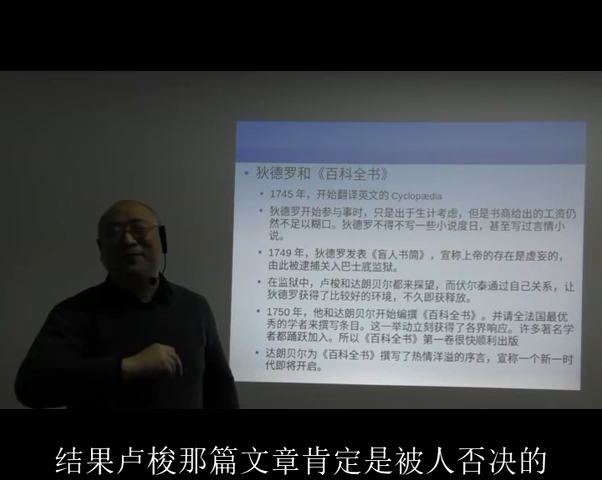 狄德罗和《百科全书》
1745 年，开始翻译英文的 Cyclopædia
狄德罗开始参与事时，只是出于生计考虑，但是书商给出的工资仍
然不足以糊口。狄德罗不得不写一些小说度日，甚至写过言情小
说。
1749 年，狄德罗发表《盲人书简》，宣称上帝的存在是虚妄的，
由此被逮捕关入巴士底监狱。
在监狱中，卢梭和达朗贝尔都来探望，而伏尔泰通过自己关系，让
狄德罗获得了比较好的环境，不久即获释放。
1750 年，他和达朗贝尔开始编撰《百科全书》。并请全法国最优
秀的学者来撰写条目。这一举动立刻获得了各界响应。许多著名学
者都踊跃加入。所以《百科全书》第一卷很快顺利出版
达朗贝尔为《百科全书》撰写了热情洋溢的序言，宣称一个新一时
代即将开启。
结果卢梭那篇文章肯定是被人否决的